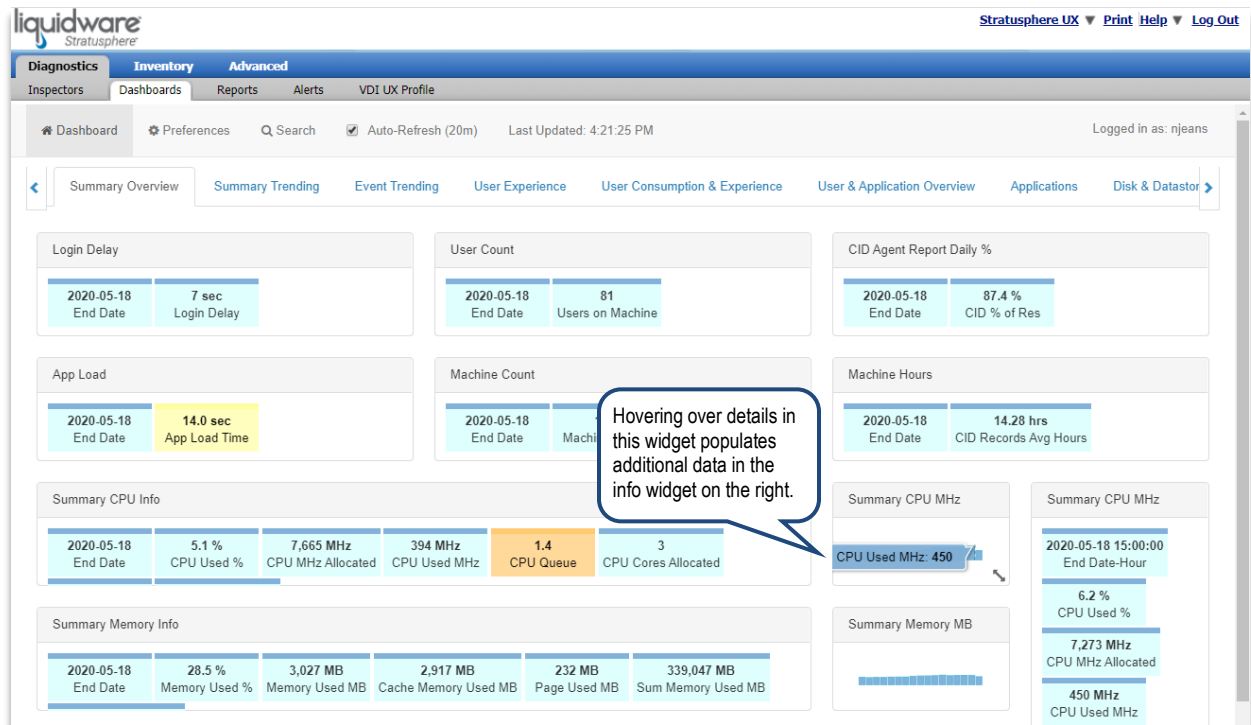 liquidware
Stratusphere
Stratusphere UX ▼ Print Help ▼ Log Out
Diagnostics Inventory Advanced
Inspectors Dashboards Reports Alerts VDI UX Profile
Dashboard Preferences Search Auto-Refresh (20m) Last Updated: 4:21:25 PM Logged in as: njeans
Summary Overview Summary Trending Event Trending User Experience User Consumption & Experience User & Application Overview Applications Disk & Datastor
Login Delay User Count CID Agent Report Daily %
2020-05-18 7 sec 2020-05-18 81 2020-05-18 87.4 %
End Date Login Delay End Date Users on Machine End Date CID % of Res
App Load Machine Count Machine Hours
2020-05-18 14.0 sec 2020-05-18 2020-05-18 14.28 hrs
End Date App Load Time End Date End Date CID Records Avg Hours
Hovering over details in
this widget populates
additional data in the
info widget on the right.
Summary CPU Info Summary CPU MHz Summary CPU MHz
2020-05-18 5.1 % 7,665 MHz 394 MHz 1.4 3
End Date CPU Used % CPU MHz Allocated CPU Used MHz CPU Queue CPU Cores Allocated
CPU Used MHz: 450
2020-05-18 15:00:00
End Date-Hour
6.2 %
CPU Used %
7,273 MHz
CPU MHz Allocated
450 MHz
CPU Used MHz
Summary Memory Info Summary Memory MB
2020-05-18 28.5 % 3,027 MB 2,917 MB 232 MB 339,047 MB
End Date Memory Used % Memory Used MB Cache Memory Used MB Page Used MB Sum Memory Used MB